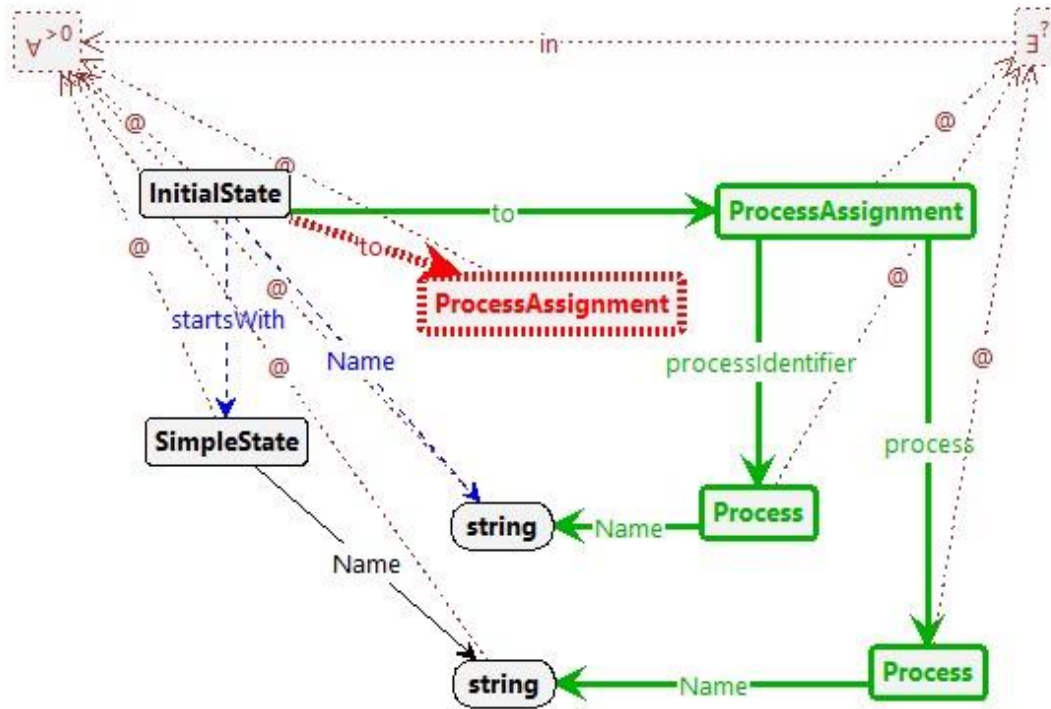 ∀>0
∃?
in
@
@
@
InitialState
to
ProcessAssignment
@
to
@
@
ProcessAssignment
startsWith
Name
processIdentifier
@
@
SimpleState
process
Process
string
Name
Name
Process
string
Name